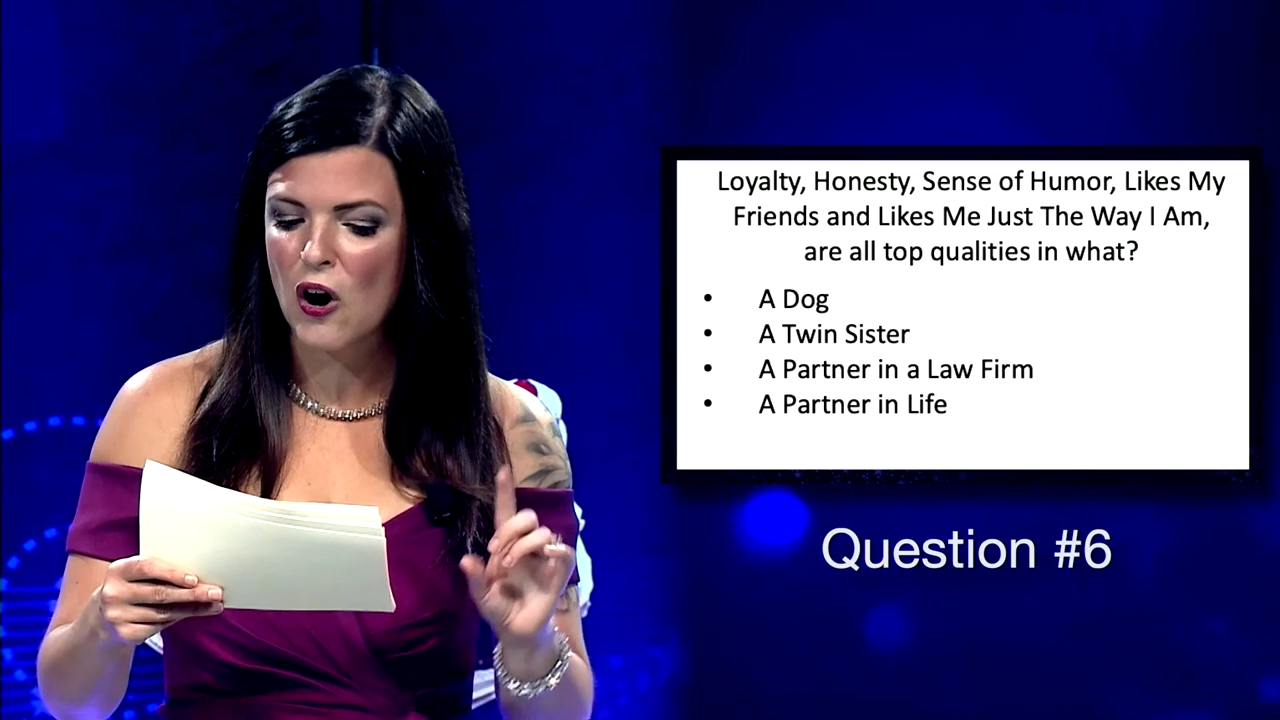 Loyalty, Honesty, Sense of Humor, Likes My
Friends and Likes Me Just The Way I Am,
are all top qualities in what?
• A Dog
• A Twin Sister
• A Partner in a Law Firm
• A Partner in Life
Question #6